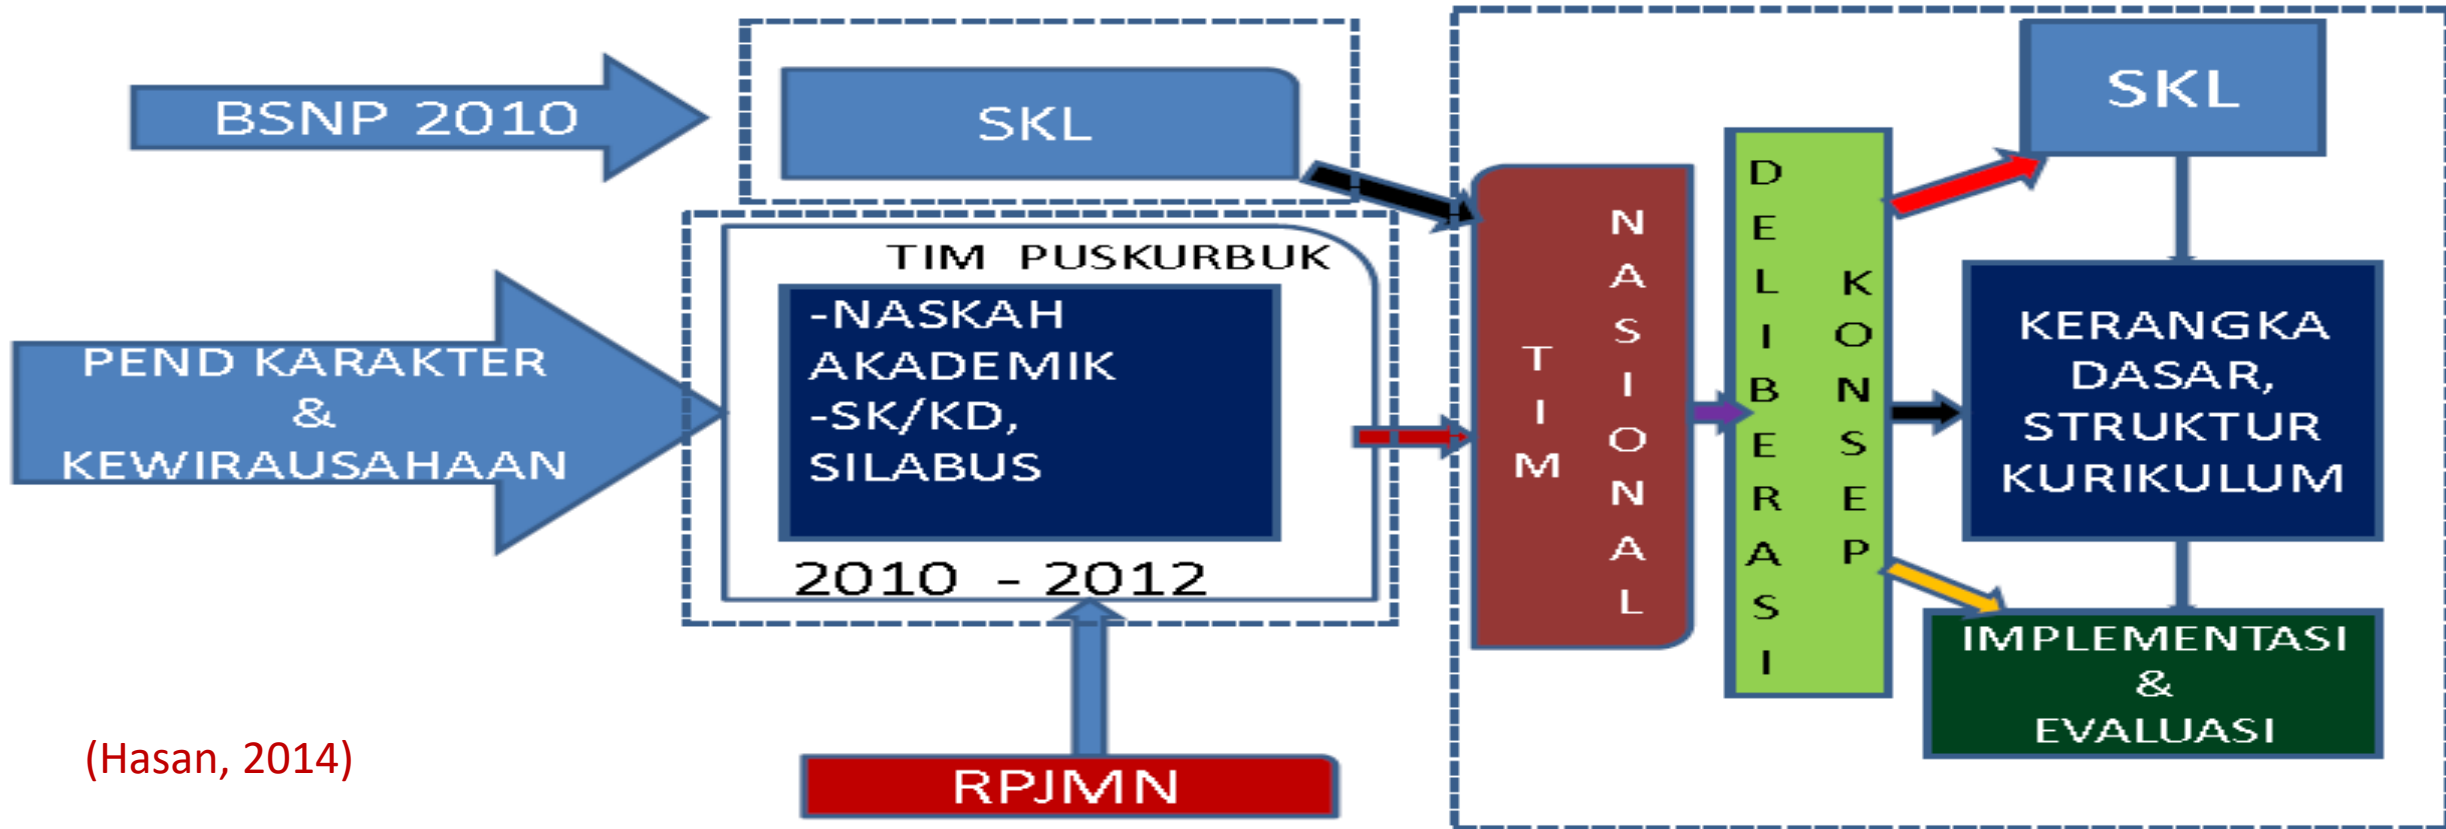 BSNP 2010
SKL
PEND KARAKTER
&
KEWIRAUSAHAAN
TIM PUSKURBUK
-NASKAH
AKADEMIK
-SK/KD,
SILABUS
2010 - 2012
RPJMN
TIM
NASIONAL
DELIBERASI
KONSEP
SKL
KERANGKA
DASAR,
STRUKTUR
KURIKULUM
IMPLEMENTASI
&
EVALUASI
(Hasan, 2014)